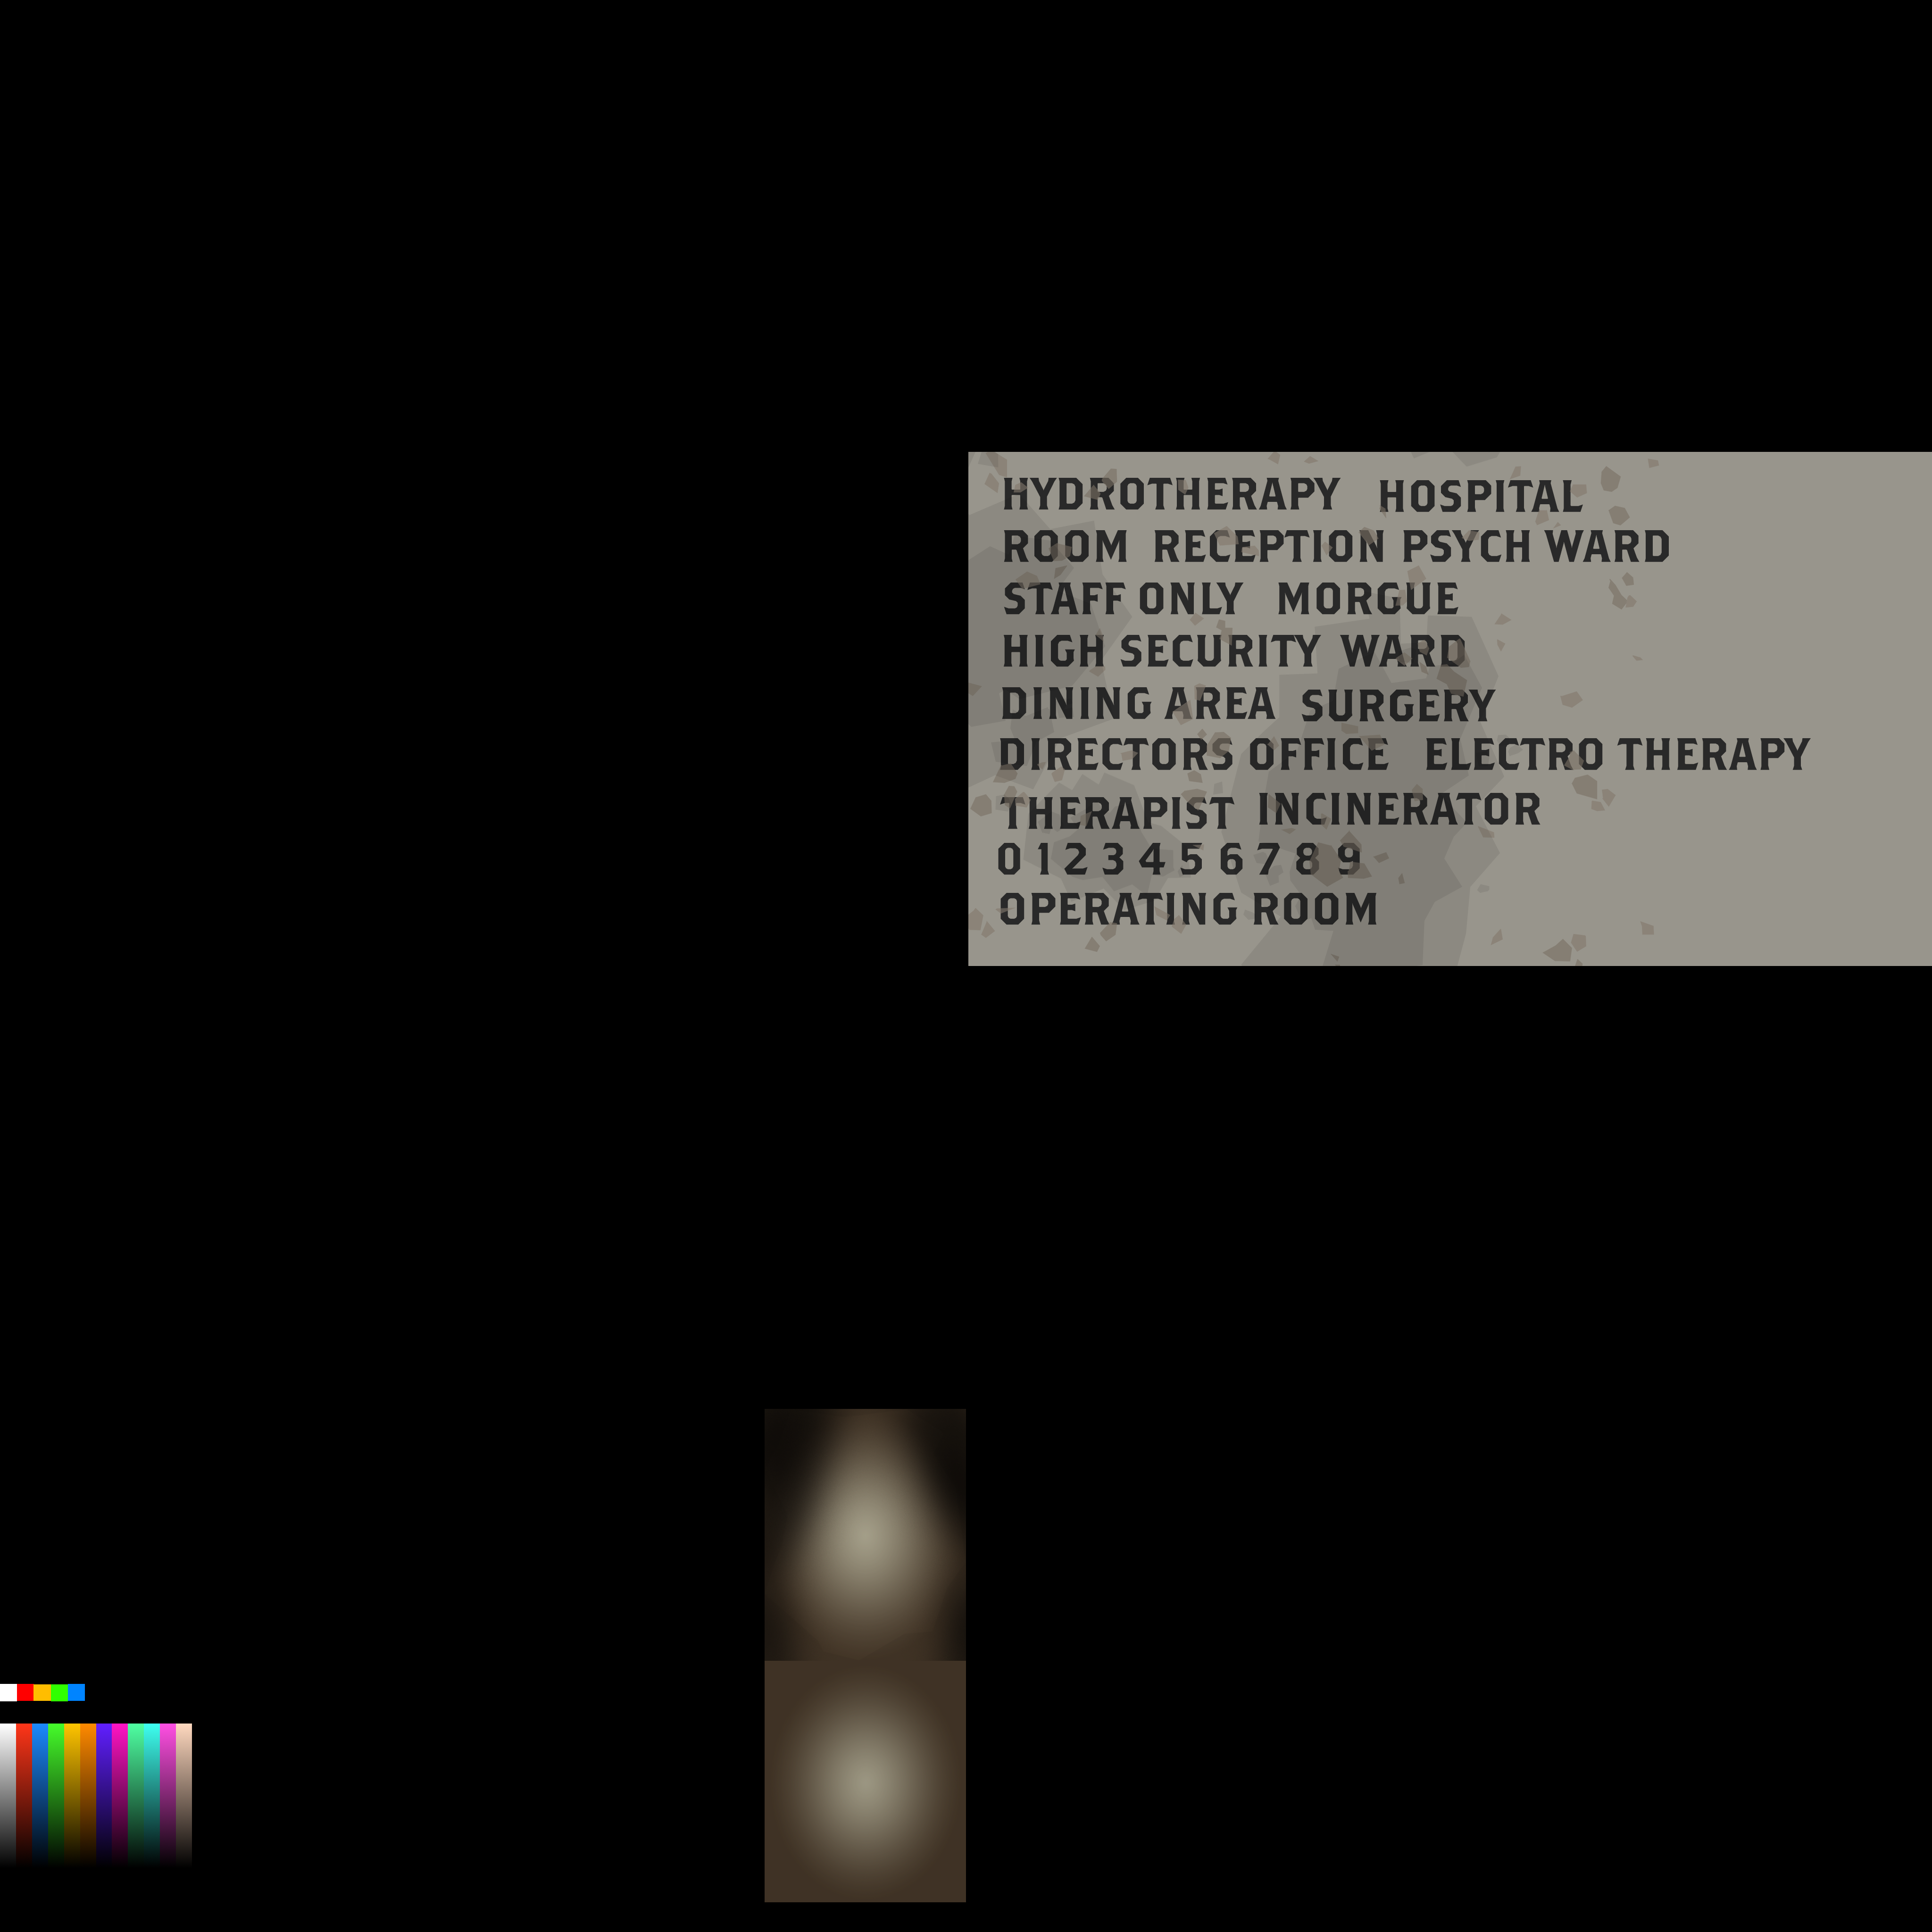 HYDROTHERAPY HOSPITAL
ROOM RECEPTION PSYCH WARD
STAFF ONLY MORGUE
HIGH SECURITY WARD
DINING AREA SURGERY
DIRECTORS OFFICE ELECTRO THERAPY
THERAPIST INCINERATOR
0 1 2 3 4 5 6 7 8 9
OPERATING ROOM